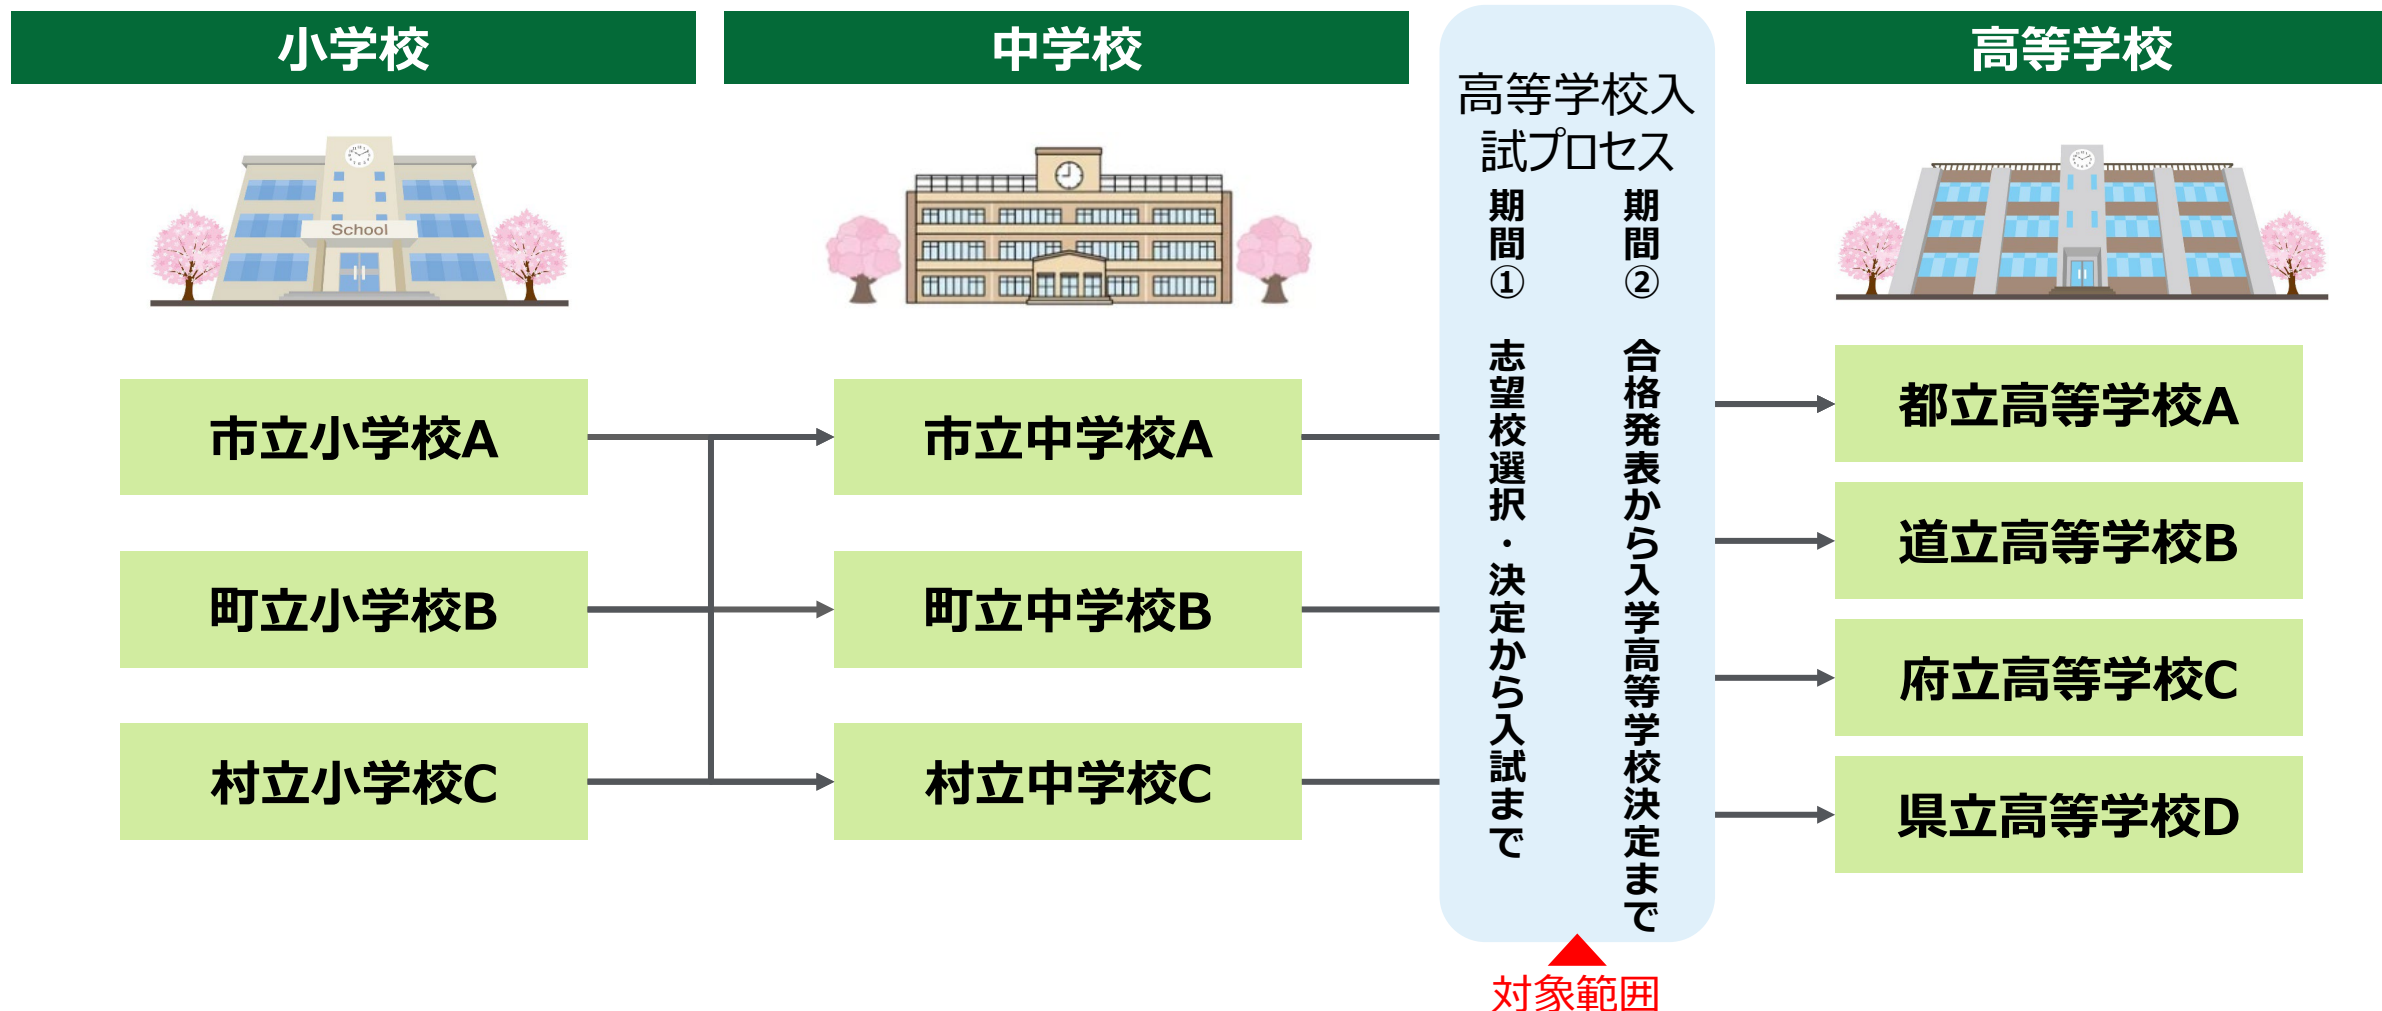 小学校
中学校
高等学校
School
市立小学校A
町立小学校B
村立小学校C
市立中学校A
町立中学校B
村立中学校C
高等学校入
試プロセス
期間① 志望校選択・決定から入試まで
期間② 合格発表から入学高等学校決定まで
対象範囲
都立高等学校A
道立高等学校B
府立高等学校C
県立高等学校D